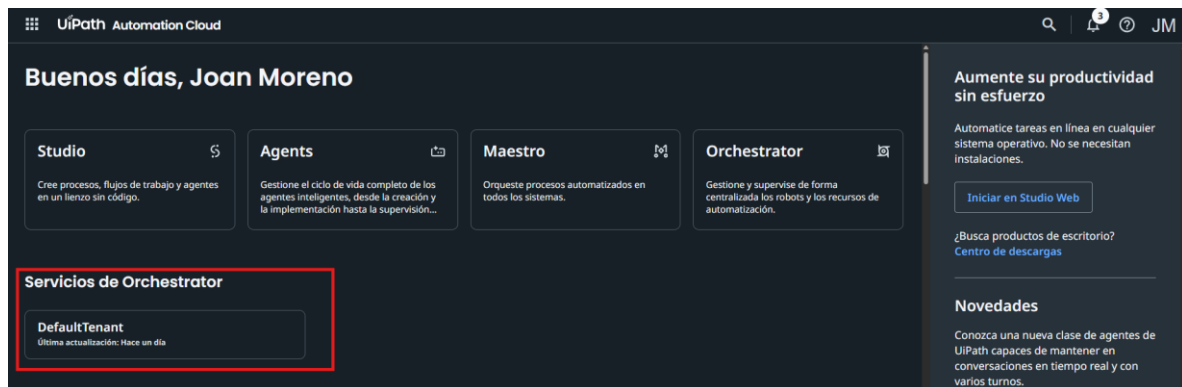 UiPath Automation Cloud
3
JM
Buenos días, Joan Moreno
Studio
Cree procesos, flujos de trabajo y agentes
en un lienzo sin código.
Agents
Gestione el ciclo de vida completo de los
agentes inteligentes, desde la creación y
la implementación hasta la supervisión...
Maestro
Orqueste procesos automatizados en
todos los sistemas.
Orchestrator
Gestione y supervise de forma
centralizada los robots y los recursos de
automatización.
Servicios de Orchestrator
DefaultTenant
Última actualización: Hace un día
Aumente su productividad
sin esfuerzo
Automatice tareas en línea en cualquier
sistema operativo. No se necesitan
instalaciones.
Iniciar en Studio Web
¿Busca productos de escritorio?
Centro de descargas
Novedades
Conozca una nueva clase de agentes de
UiPath capaces de mantener en
conversaciones en tiempo real y con
varios turnos.